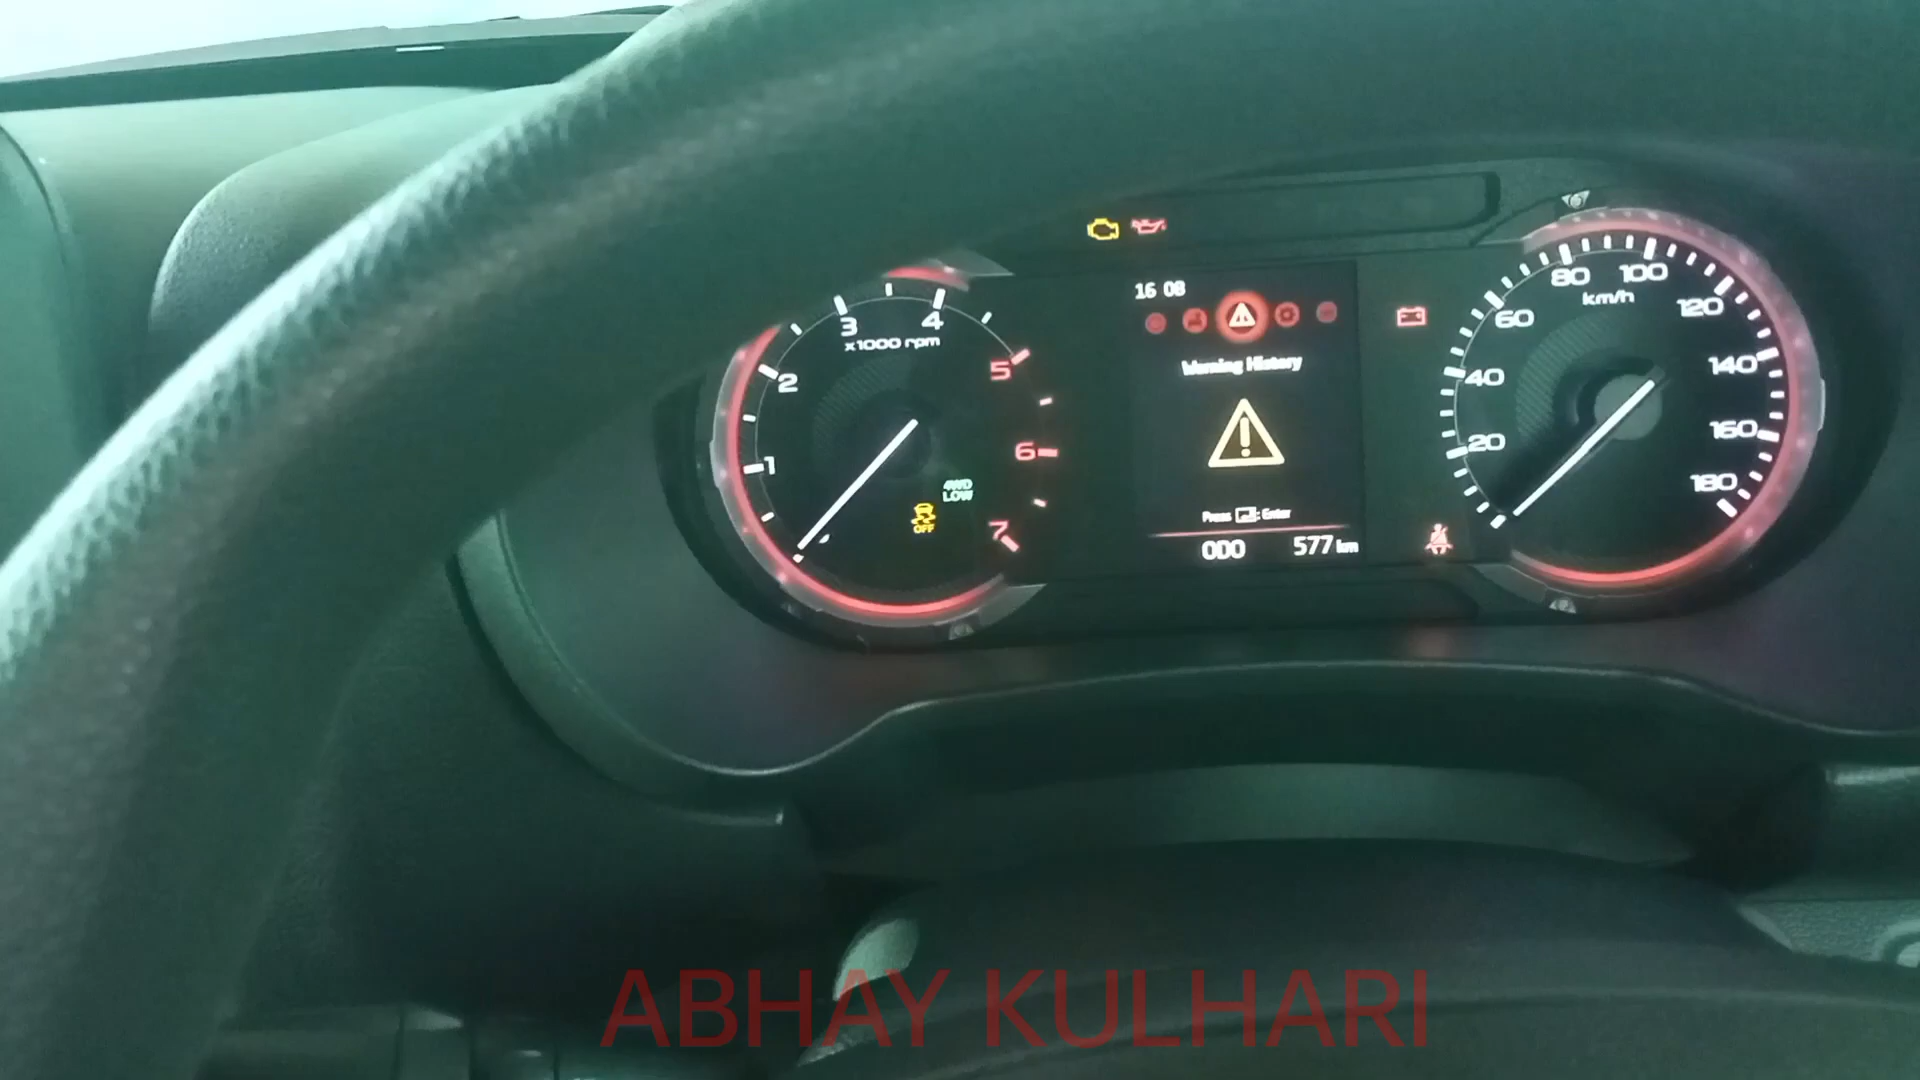 16 08
Warning History
Press : Enter
ODO 577 km
1 2 3 4 5 6 7
x1000 rpm
4WD
LOW
OFF
20 40 60 80 100 120 140 160 180
km/h
ABHAY KULHARI